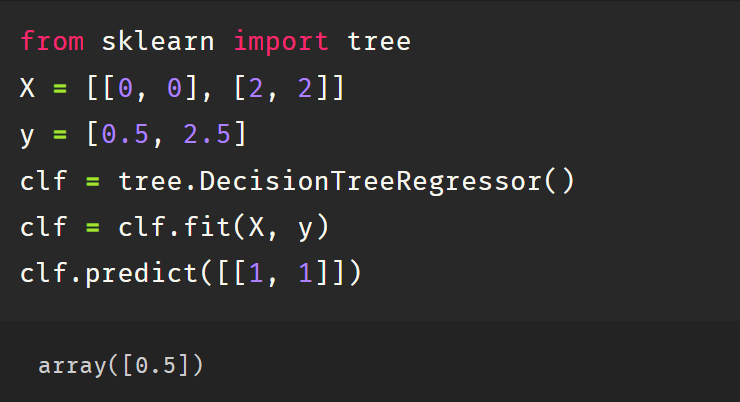 from sklearn import tree
X = [[0, 0], [2, 2]]
y = [0.5, 2.5]
clf = tree.DecisionTreeRegressor()
clf = clf.fit(X, y)
clf.predict([[1, 1]])
array([0.5])